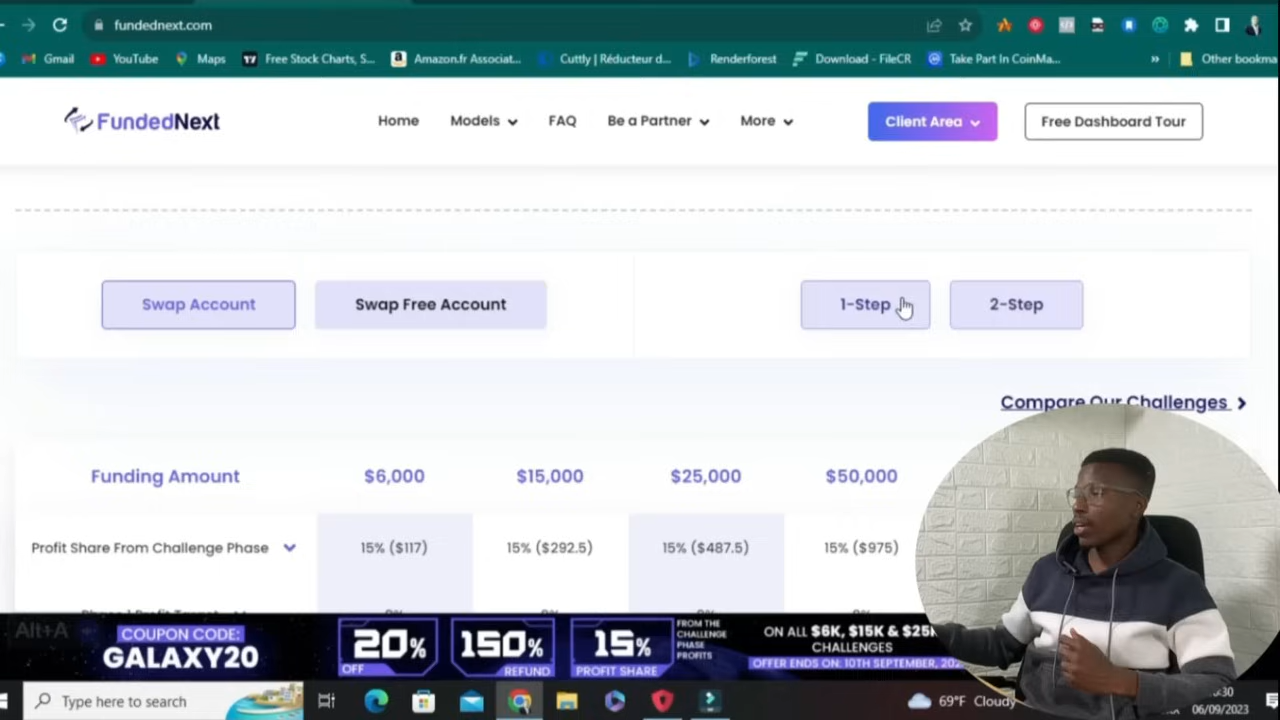 fundednext.com
Gmail YouTube Maps Free Stock Charts, S... Amazon.fr Associat... Cuttly | Réducteur d... Renderforest Download - FileCR Take Part In CoinMa... » Other bookma
FundedNext Home Models FAQ Be a Partner More Client Area Free Dashboard Tour
Swap Account Swap Free Account 1-Step 2-Step
Compare Our Challenges
Funding Amount $6,000 $15,000 $25,000 $50,000
Profit Share From Challenge Phase 15% ($117) 15% ($292.5) 15% ($487.5) 15% ($975)
Alt+A
COUPON CODE:
GALAXY20
20%
OFF
150%
REFUND
15%
PROFIT SHARE
FROM THE
CHALLENGE
PHASE
PROFITS
ON ALL $6K, $15K & $25K
CHALLENGES
OFFER ENDS ON: 10TH SEPTEMBER, 202
Type here to search 69°F Cloudy :30
06/09/2023